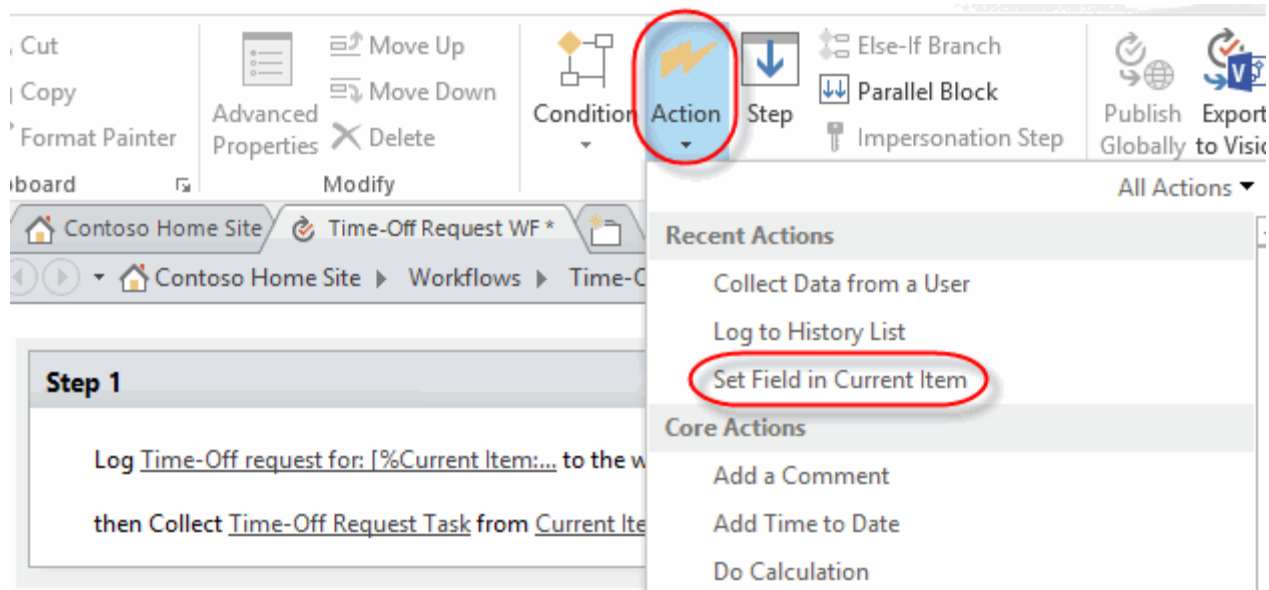 Cut
Copy
Format Painter
Advanced Properties
Move Up
Move Down
Delete
Modify
Condition
Action
Step
Else-If Branch
Parallel Block
Impersonation Step
Publish Globally
Export to
All Actions
Contoso Home Site
Time-Off Request WF *
Contoso Home Site Workflows
Recent Actions
Collect Data from a User
Log to History List
Set Field in Current Item
Core Actions
Add a Comment
Add Time to Date
Do Calculation
Step 1
Log Time-Off request for: [%Current Item:... to the
then Collect Time-Off Request Task from Current